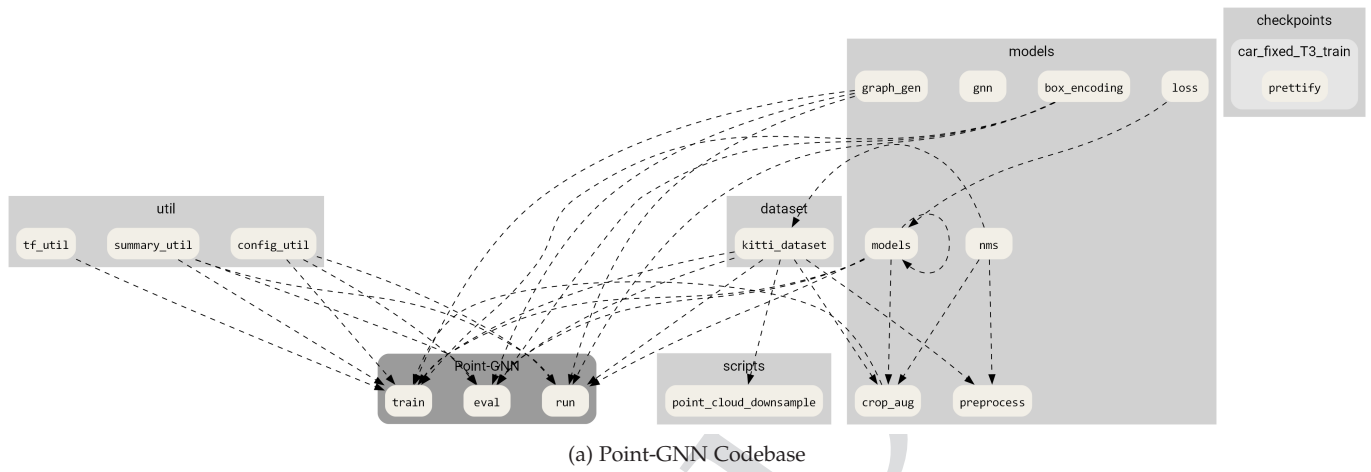 checkpoints
car_fixed_T3_train
prettify
models
graph_gen
gnn
box_encoding
loss
util
tf_util
summary_util
config_util
dataset
kitti_dataset
models
nms
Point-GNN
train
eval
run
scripts
point_cloud_downsample
crop_aug
preprocess
(a) Point-GNN Codebase